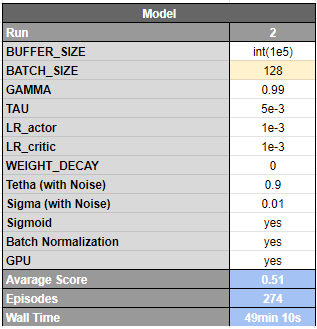 Model
Run 2
BUFFER_SIZE int(1e5)
BATCH_SIZE 128
GAMMA 0.99
TAU 5e-3
LR_actor 1e-3
LR_critic 1e-3
WEIGHT_DECAY 0
Tetha (with Noise) 0.9
Sigma (with Noise) 0.01
Sigmoid yes
Batch Normalization yes
GPU yes
Avarage Score 0.51
Episodes 274
Wall Time 49min 10s